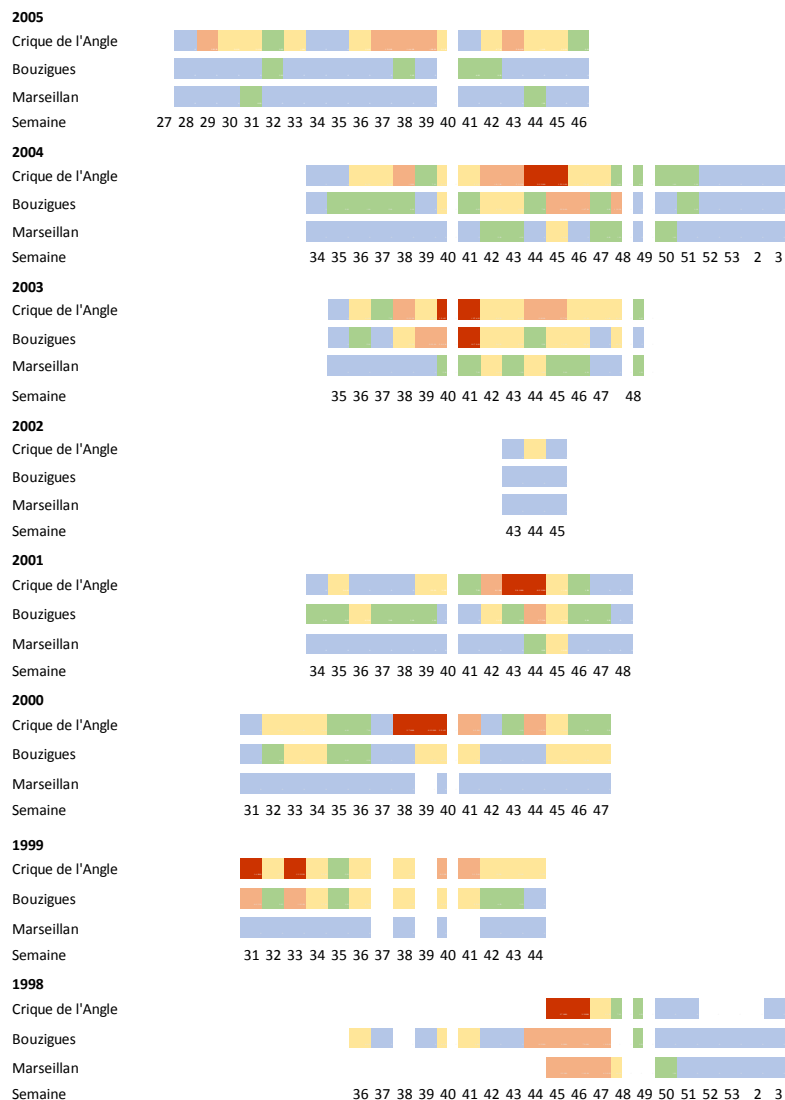 2005
Crique de l'Angle
Bouzigues
Marseillan
Semaine 27 28 29 30 31 32 33 34 35 36 37 38 39 40 41 42 43 44 45 46
2004
Crique de l'Angle
Bouzigues
Marseillan
Semaine 34 35 36 37 38 39 40 41 42 43 44 45 46 47 48 49 50 51 52 53 2 3
2003
Crique de l'Angle
Bouzigues
Marseillan
Semaine 35 36 37 38 39 40 41 42 43 44 45 46 47 48
2002
Crique de l'Angle
Bouzigues
Marseillan
Semaine 43 44 45
2001
Crique de l'Angle
Bouzigues
Marseillan
Semaine 34 35 36 37 38 39 40 41 42 43 44 45 46 47 48
2000
Crique de l'Angle
Bouzigues
Marseillan
Semaine 31 32 33 34 35 36 37 38 39 40 41 42 43 44 45 46 47
1999
Crique de l'Angle
Bouzigues
Marseillan
Semaine 31 32 33 34 35 36 37 38 39 40 41 42 43 44
1998
Crique de l'Angle
Bouzigues
Marseillan
Semaine 36 37 38 39 40 41 42 43 44 45 46 47 48 49 50 51 52 53 2 3